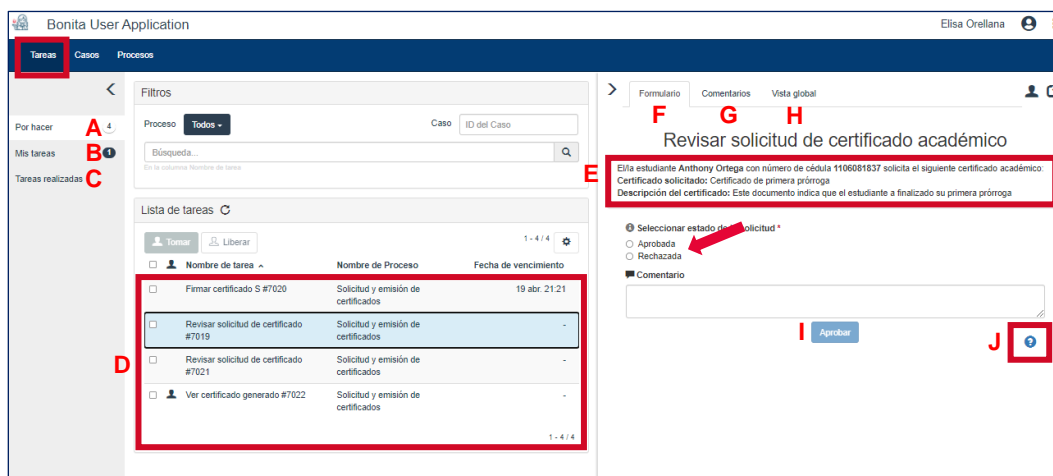 Bonita User Application
Elisa Orellana
Tareas Casos Procesos
Por hacer A 4
Mis tareas B 1
Tareas realizadas C
Filtros
Proceso Todos Caso ID del Caso
Búsqueda...
En la columna Nombre de tarea
Lista de tareas
Tomar Liberar 1 - 4 / 4
Nombre de tarea Nombre de Proceso Fecha de vencimiento
D
Firmar certificado S #7020 Solicitud y emisión de certificados 19 abr. 21:21
Revisar solicitud de certificado #7019 Solicitud y emisión de certificados -
Revisar solicitud de certificado #7021 Solicitud y emisión de certificados -
Ver certificado generado #7022 Solicitud y emisión de certificados -
1 - 4 / 4
Formulario Comentarios Vista global
F G H
Revisar solicitud de certificado académico
E
El/la estudiante Anthony Ortega con número de cédula 1106081837 solicita el siguiente certificado académico:
Certificado solicitado: Certificado de primera prórroga
Descripción del certificado: Este documento indica que el estudiante a finalizado su primera prórroga
Seleccionar estado de olicitud *
Aprobada
Rechazada
Comentario
I Aprobar
J ?